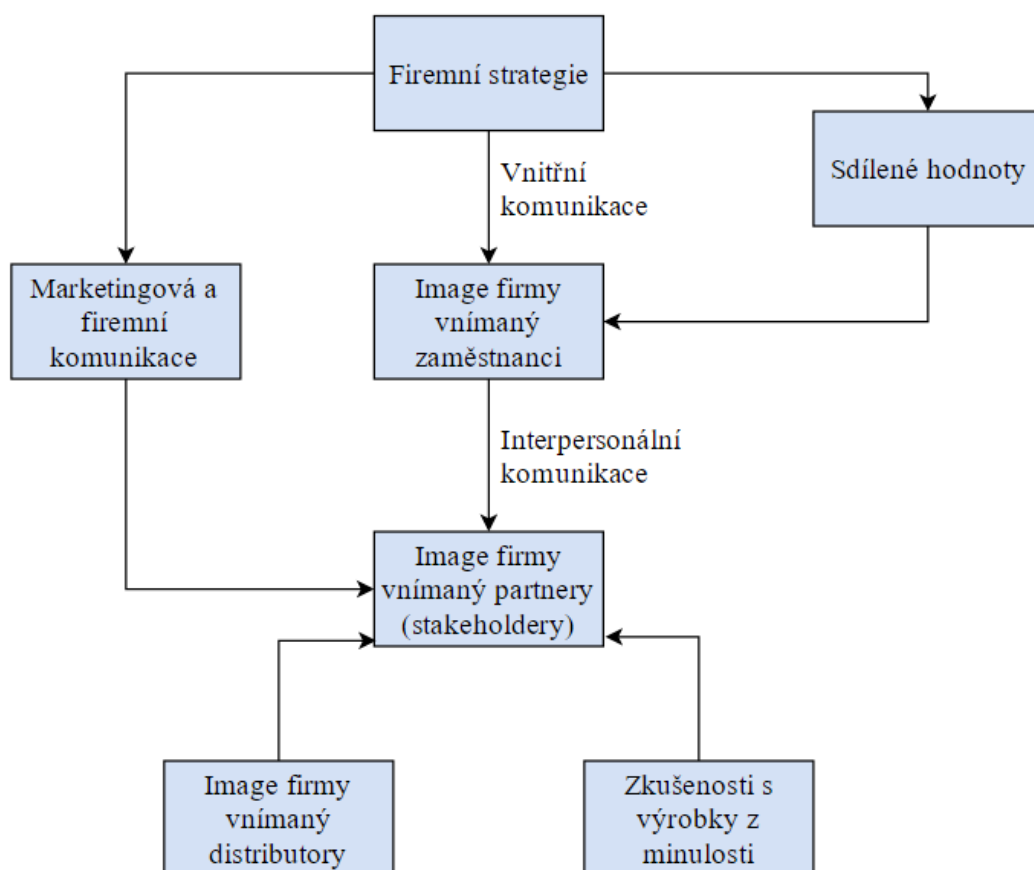 Firemní strategie
Sdílené hodnoty
Vnitřní
komunikace
Marketingová a
firemní
komunikace
Image firmy
vnímaný
zaměstnanci
Interpersonální
komunikace
Image firmy
vnímaný partnery
(stakeholdery)
Image firmy
vnímaný
distributory
Zkušenosti s
výrobky z
minulosti